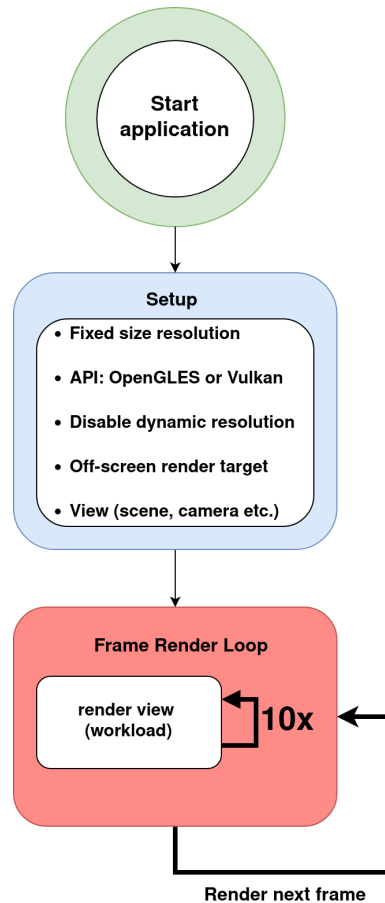 Start
application
Setup
• Fixed size resolution
• API: OpenGLES or Vulkan
• Disable dynamic resolution
• Off-screen render target
• View (scene, camera etc.)
Frame Render Loop
render view
(workload)
10x
Render next frame